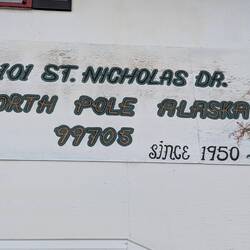 101 ST. NICHOLAS DR.
ORTH POLE ALASKA
99705
SINCE 1950 -